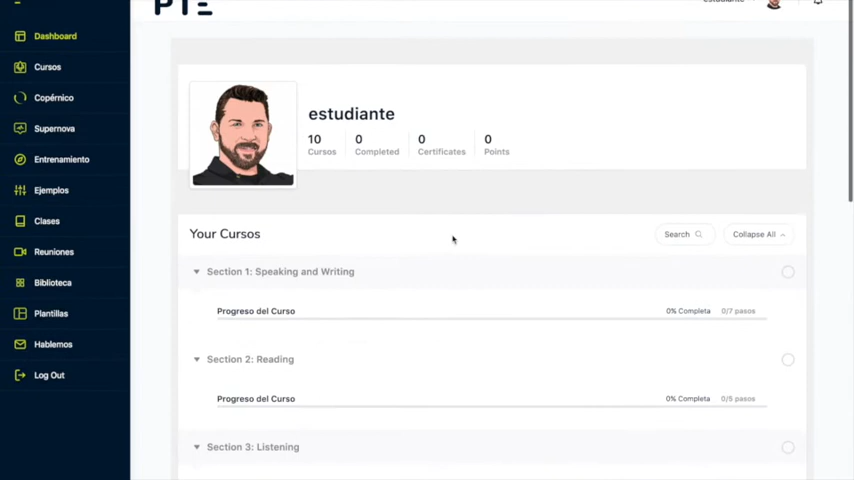 PTE
estudiante
Dashboard
Cursos
Copérnico
Supernova
Entrenamiento
Ejemplos
Clases
Reuniones
Biblioteca
Plantillas
Hablemos
Log Out
estudiante
10 0 0 0
Cursos Completed Certificates Points
Your Cursos Search Collapse All
Section 1: Speaking and Writing
Progreso del Curso 0% Completa 0/7 pasos
Section 2: Reading
Progreso del Curso 0% Completa 0/5 pasos
Section 3: Listening